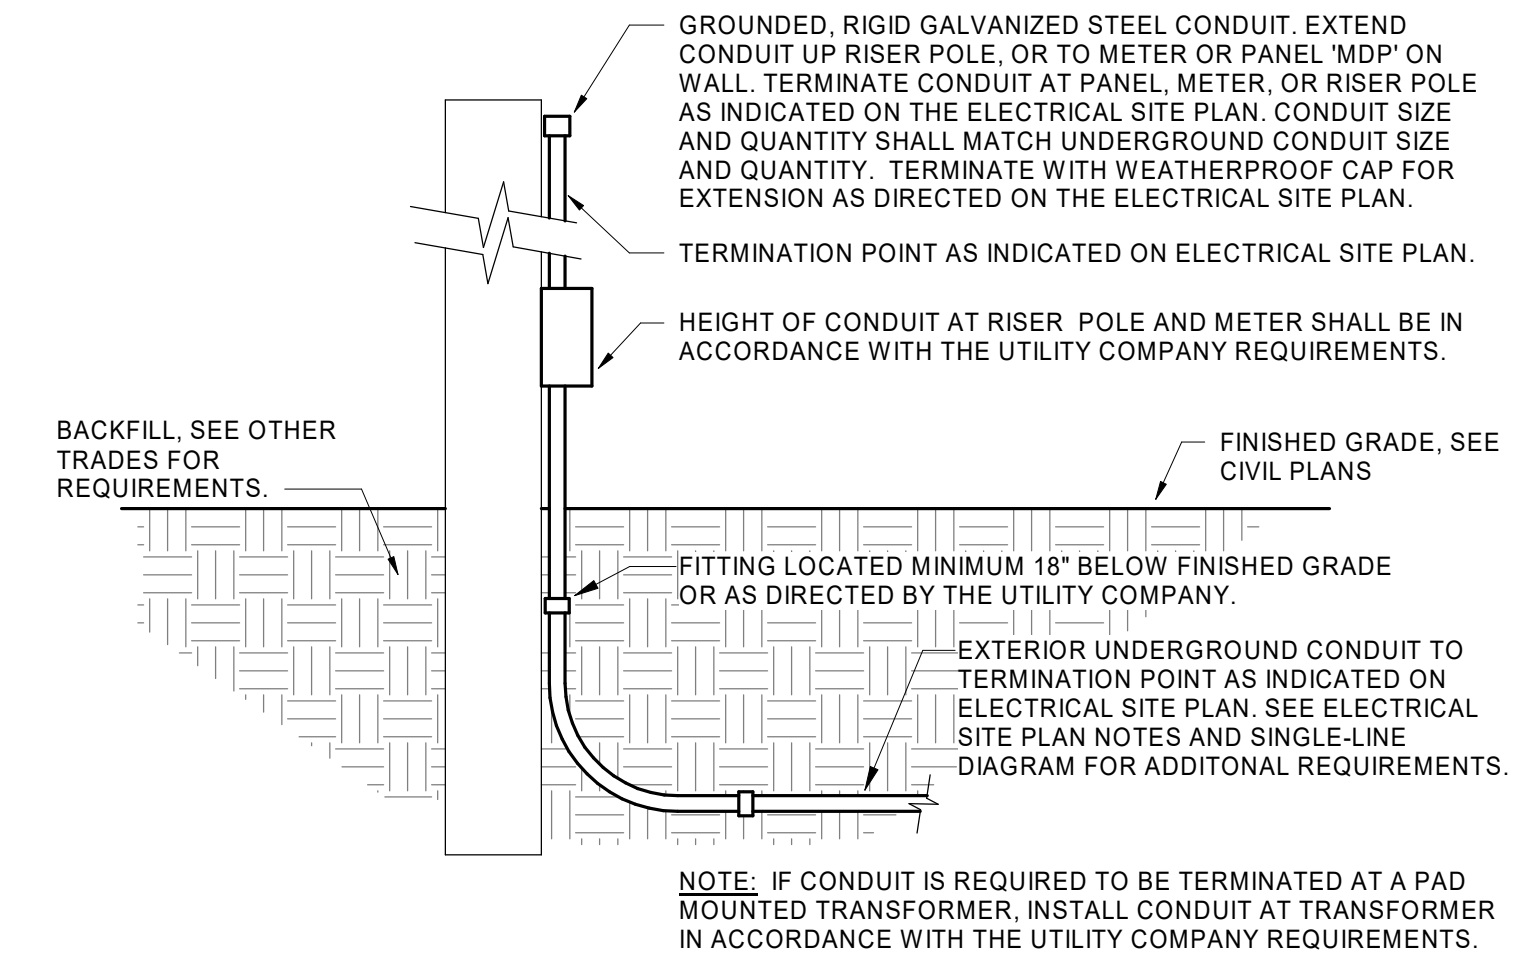 GROUNDED, RIGID GALVANIZED STEEL CONDUIT. EXTEND
CONDUIT UP RISER POLE, OR TO METER OR PANEL 'MDP' ON
WALL. TERMINATE CONDUIT AT PANEL, METER, OR RISER POLE
AS INDICATED ON THE ELECTRICAL SITE PLAN. CONDUIT SIZE
AND QUANTITY SHALL MATCH UNDERGROUND CONDUIT SIZE
AND QUANTITY. TERMINATE WITH WEATHERPROOF CAP FOR
EXTENSION AS DIRECTED ON THE ELECTRICAL SITE PLAN.
TERMINATION POINT AS INDICATED ON ELECTRICAL SITE PLAN.
HEIGHT OF CONDUIT AT RISER POLE AND METER SHALL BE IN
ACCORDANCE WITH THE UTILITY COMPANY REQUIREMENTS.
BACKFILL, SEE OTHER
TRADES FOR
REQUIREMENTS.
FINISHED GRADE, SEE
CIVIL PLANS
FITTING LOCATED MINIMUM 18" BELOW FINISHED GRADE
OR AS DIRECTED BY THE UTILITY COMPANY.
EXTERIOR UNDERGROUND CONDUIT TO
TERMINATION POINT AS INDICATED ON
ELECTRICAL SITE PLAN. SEE ELECTRICAL
SITE PLAN NOTES AND SINGLE-LINE
DIAGRAM FOR ADDITONAL REQUIREMENTS.
NOTE: IF CONDUIT IS REQUIRED TO BE TERMINATED AT A PAD
MOUNTED TRANSFORMER, INSTALL CONDUIT AT TRANSFORMER
IN ACCORDANCE WITH THE UTILITY COMPANY REQUIREMENTS.